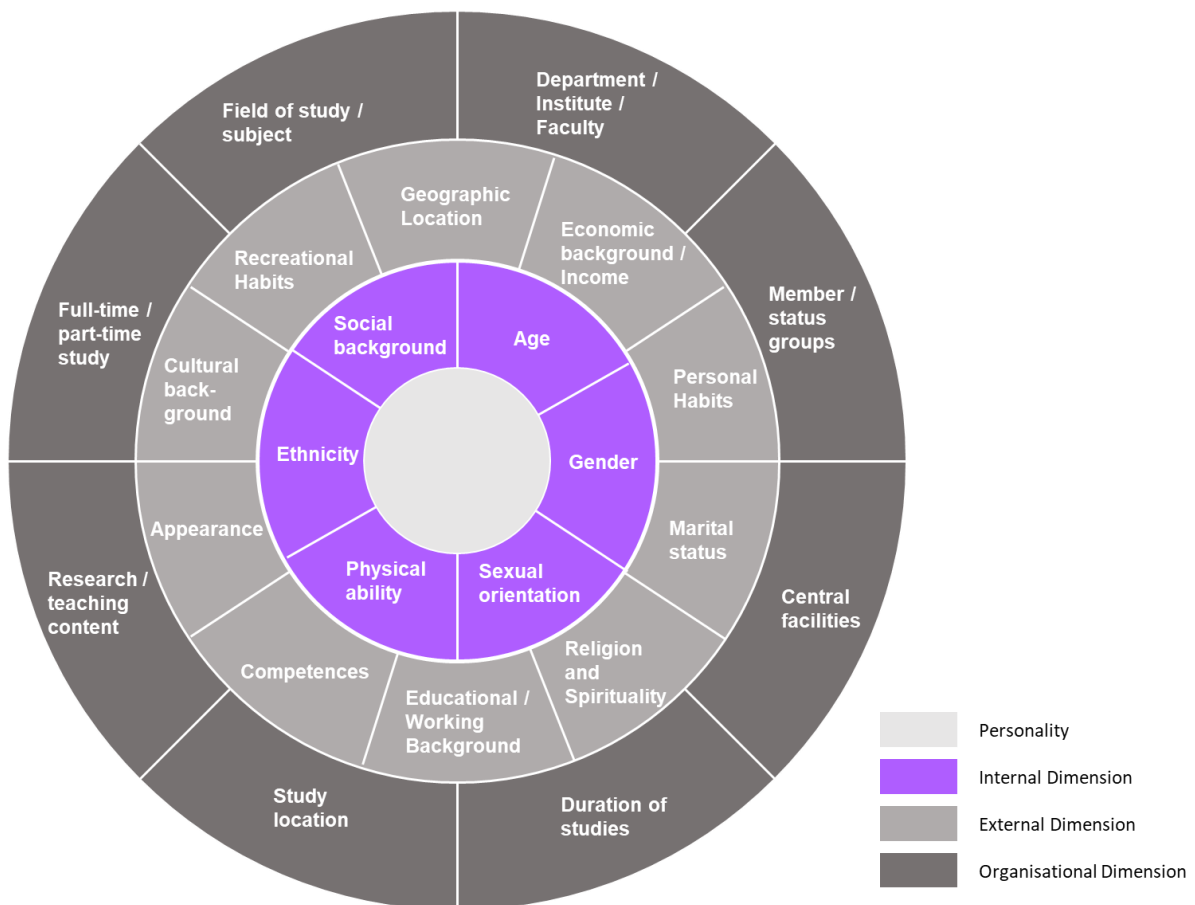 Department /
Institute /
Faculty
Field of study /
subject
Geographic
Location
Economic
background /
Income
Recreational
Habits
Member /
status
groups
Full-time /
part-time
study
Social
background
Age
Cultural
back-
ground
Personal
Habits
Ethnicity
Gender
Appearance
Marital
status
Physical
ability
Sexual
orientation
Research /
teaching
content
Central
facilities
Religion
and
Spirituality
Competences
Educational /
Working
Background
Study
location
Duration of
studies
Personality
Internal Dimension
External Dimension
Organisational Dimension